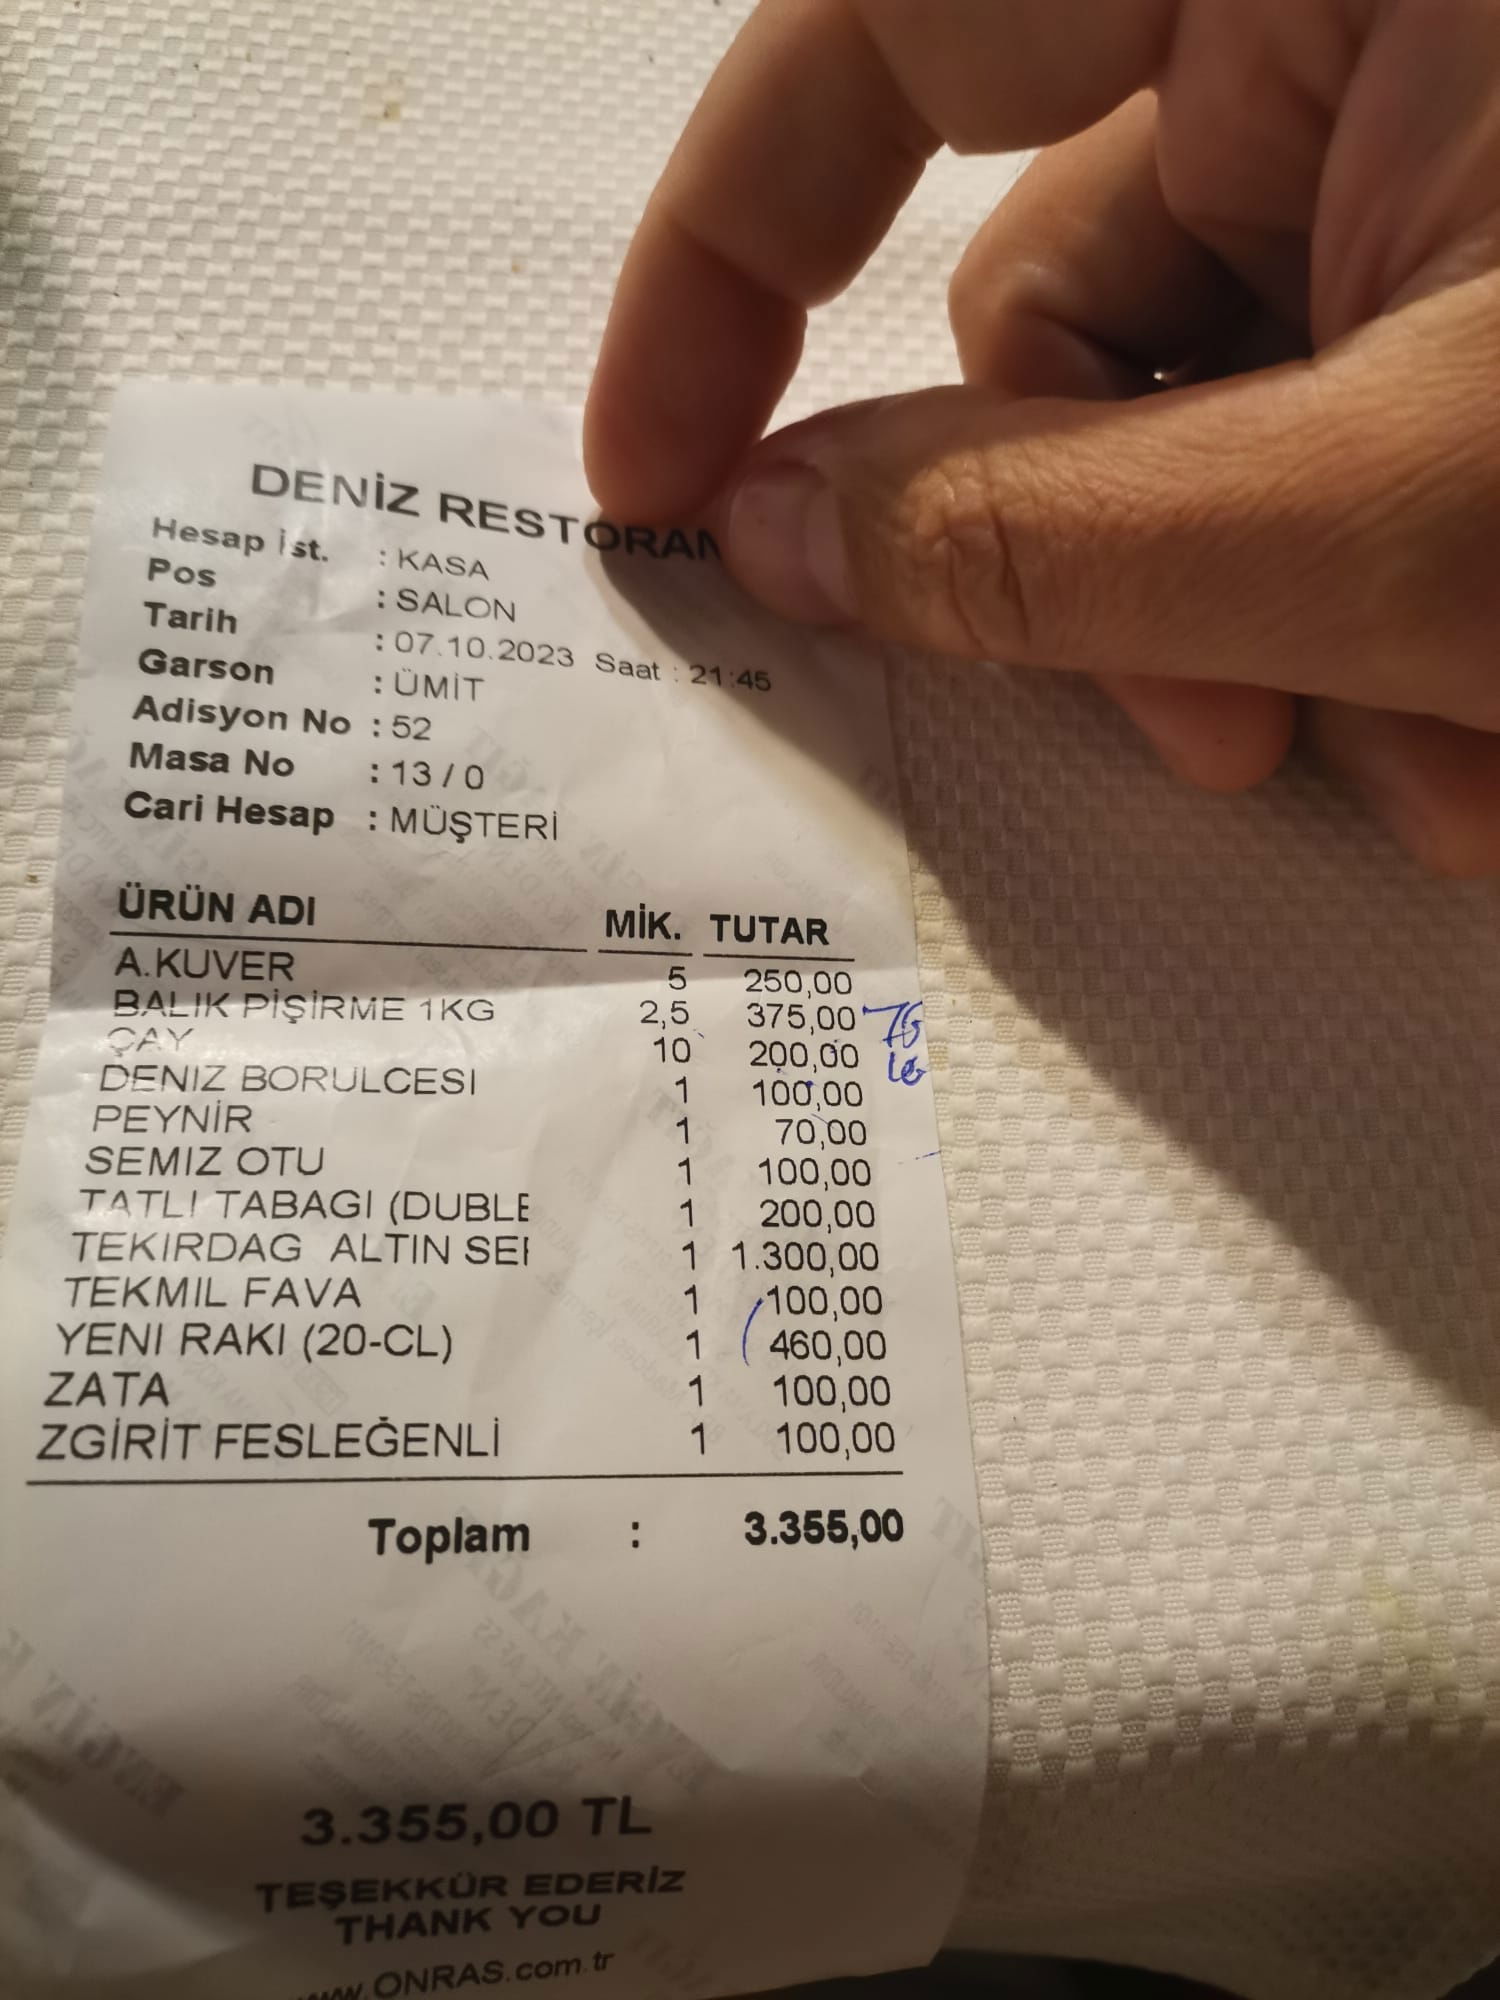 DENİZ RESTORAN
Hesap ist. : KASA
Pos : SALON
Tarih : 07.10.2023 Saat : 21:45
Garson : ÜMİT
Adisyon No : 52
Masa No : 13 / 0
Cari Hesap : MÜŞTERİ
ÜRÜN ADI MİK. TUTAR
A.KUVER 5 250,00
BALIK PİŞİRME 1KG 2,5 375,00
ÇAY 10 200,00
DENIZ BORULCESI 1 100,00
PEYNİR 1 70,00
SEMIZ OTU 1 100,00
TATLI TABAGI (DUBLE 1 200,00
TEKIRDAG ALTIN SEI 1 1.300,00
TEKMIL FAVA 1 100,00
YENI RAKI (20-CL) 1 460,00
ZATA 1 100,00
ZGİRİT FESLEĞENLİ 1 100,00
Toplam : 3.355,00
3.355,00 TL
TEŞEKKÜR EDERİZ
THANK YOU
www.ONRAS.com.tr